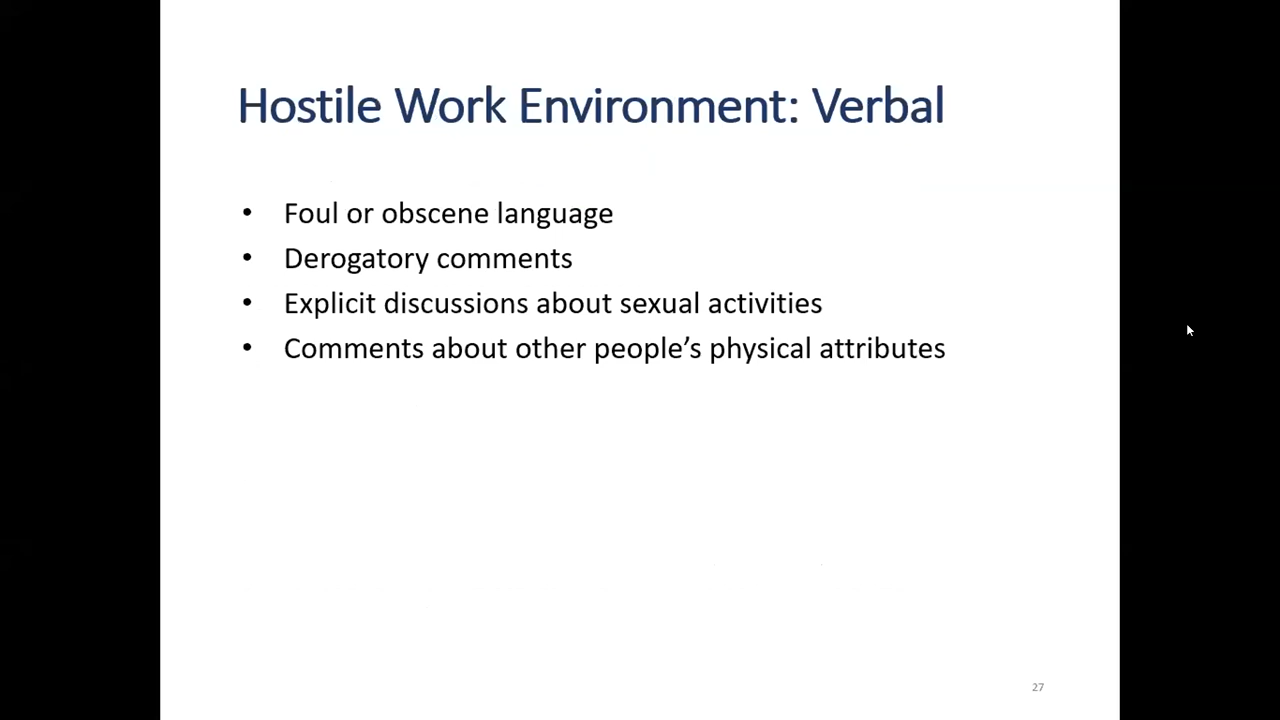 Hostile Work Environment: Verbal
• Foul or obscene language
• Derogatory comments
• Explicit discussions about sexual activities
• Comments about other people’s physical attributes
27